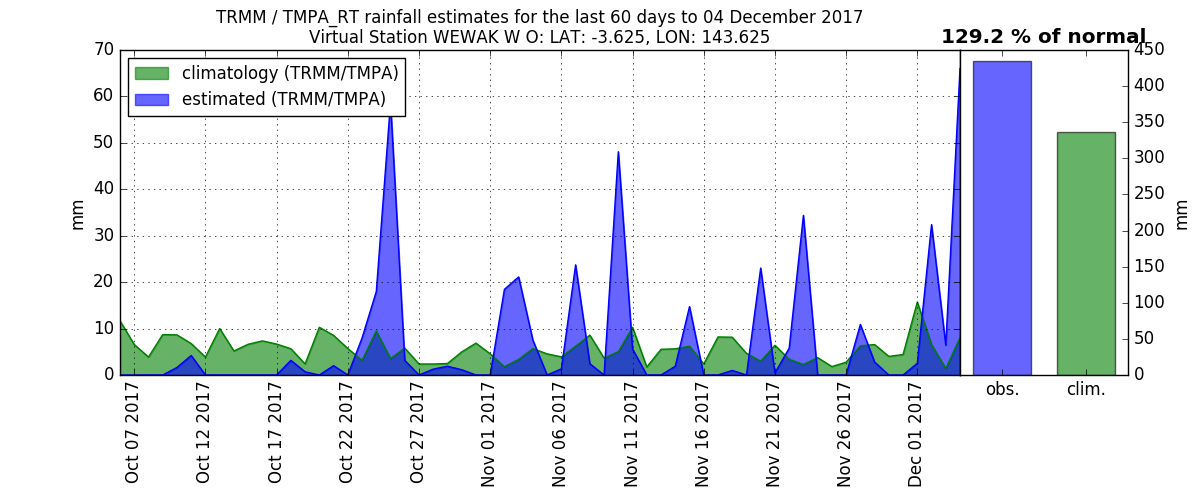 TRMM / TMPA_RT rainfall estimates for the last 60 days to 04 December 2017
Virtual Station WEWAK W O: LAT: -3.625, LON: 143.625
129.2 % of normal
climatology (TRMM/TMPA)
estimated (TRMM/TMPA)
70
60
50
40
30
20
10
0
mm
Oct 07 2017
Oct 12 2017
Oct 17 2017
Oct 22 2017
Oct 27 2017
Nov 01 2017
Nov 06 2017
Nov 11 2017
Nov 16 2017
Nov 21 2017
Nov 26 2017
Dec 01 2017
obs.
clim.
450
400
350
300
250
200
150
100
50
0
mm